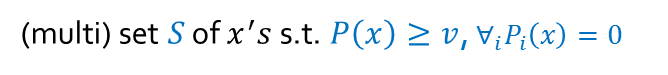 (multi) set S of x's s.t. P(x) ≥ v, ∀ᵢPᵢ(x) = 0